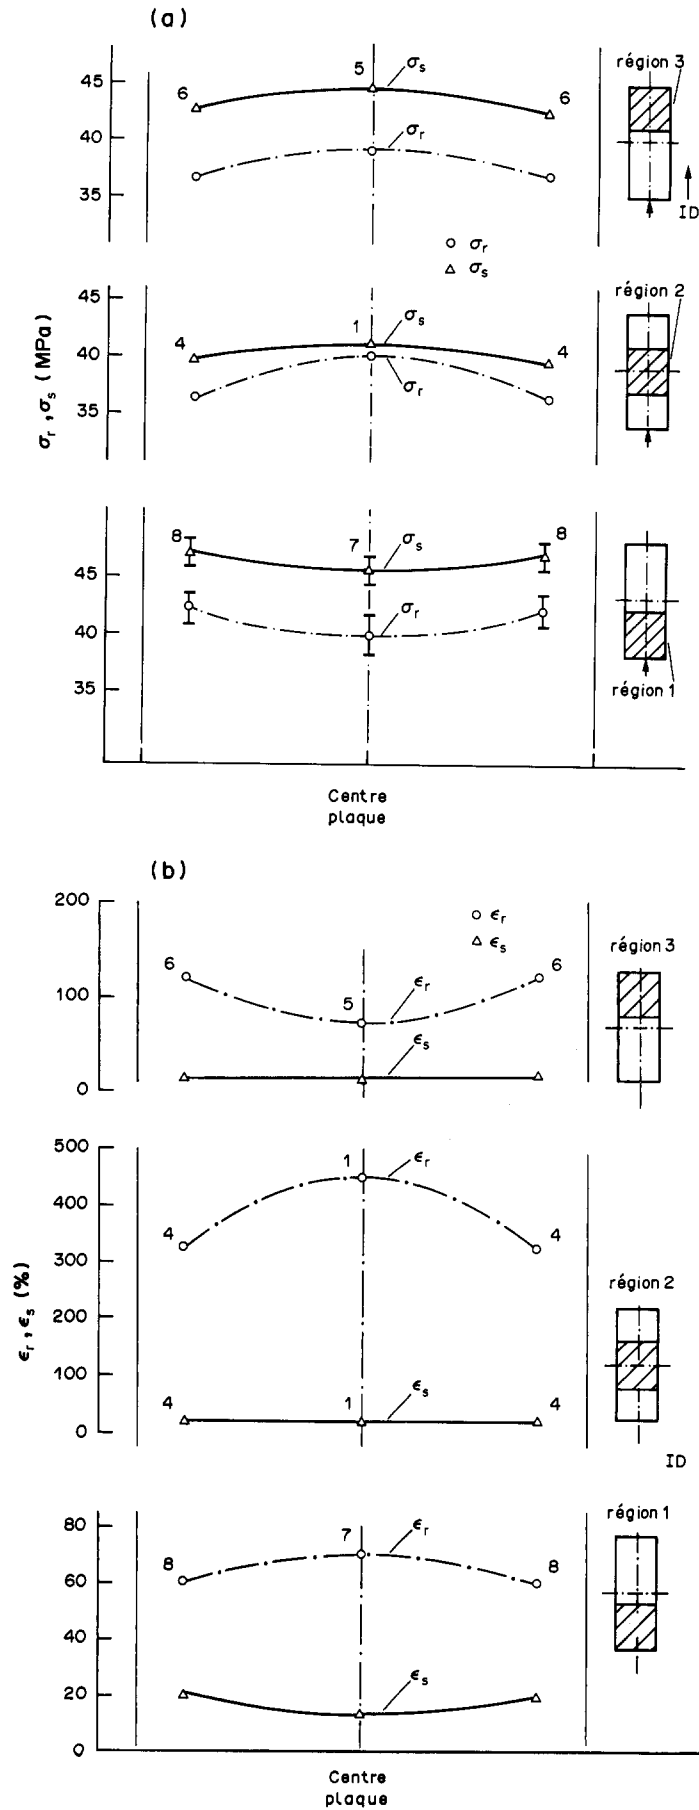 (a)
45
40
35
6
5
σs
6
σr
région 3
ID
○ σr
△ σs
σr , σs (MPa)
45
40
35
4
1
σs
4
σr
région 2
45
40
35
8
7
σs
8
σr
région 1
Centre
plaque
(b)
200
100
0
6
5
ϵr
6
ϵs
○ ϵr
△ ϵs
région 3
ϵr , ϵs (%)
500
400
300
200
100
0
4
1
ϵr
4
4
1
ϵs
4
région 2
ID
80
60
40
20
0
8
7
ϵr
8
ϵs
région 1
Centre
plaque